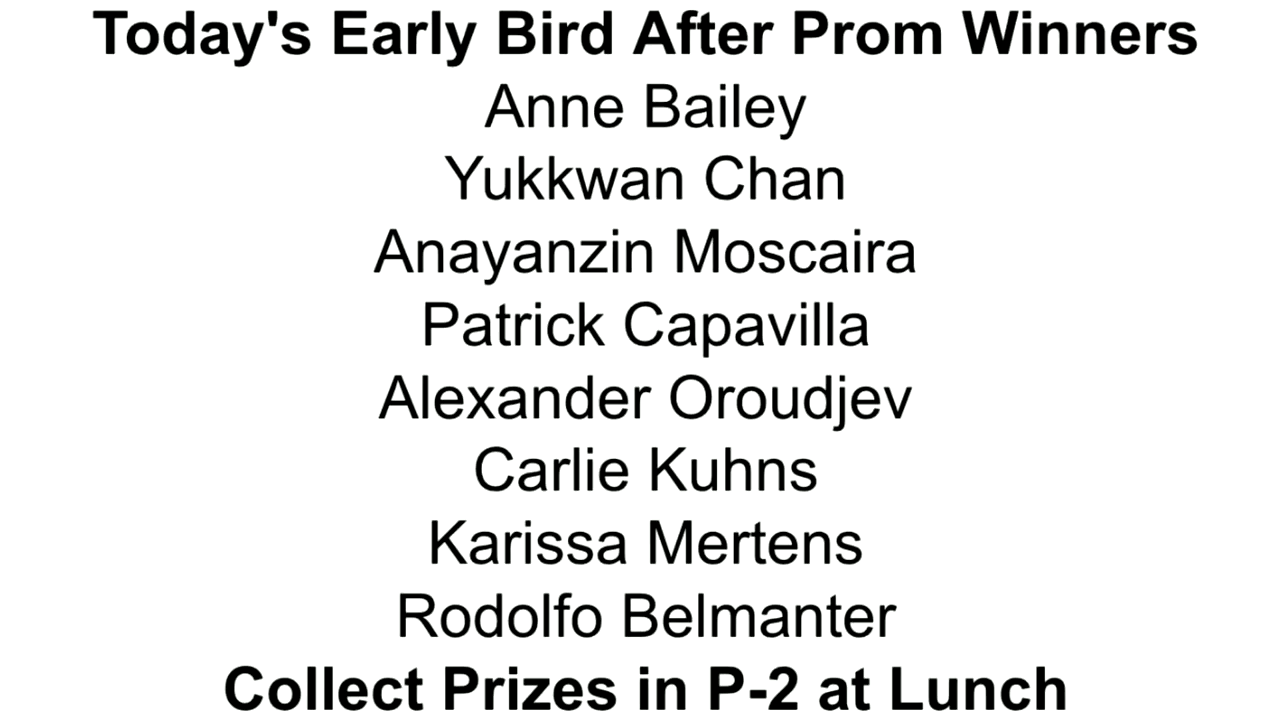 Today's Early Bird After Prom Winners
Anne Bailey
Yukkwan Chan
Anayanzin Moscaira
Patrick Capavilla
Alexander Oroudjev
Carlie Kuhns
Karissa Mertens
Rodolfo Belmanter
Collect Prizes in P-2 at Lunch